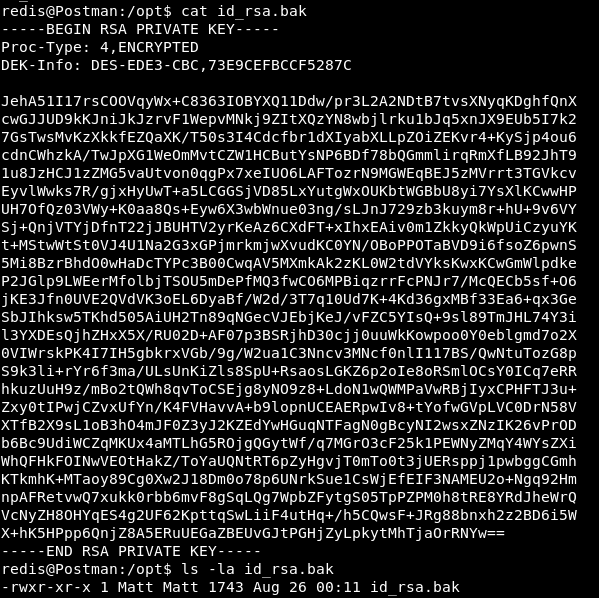 redis@Postman:/opt$ cat id_rsa.bak
-----BEGIN RSA PRIVATE KEY-----
Proc-Type: 4,ENCRYPTED
DEK-Info: DES-EDE3-CBC,73E9CEFBCCF5287C
JehA51I17rsCOOVqyWx+C8363IOBYXQ11Ddw/pr3L2A2NDtB7tvsXNyqKDghfQnX
cwGJJUD9kKJniJkJzrvF1WepvMNkj9ZItXQzYN8wbjlrku1bJq5xnJX9EUb5I7k2
7GsTwsMvKzXkkfEZQaXK/T50s3I4Cdcfbr1dXIyabXLLpZOiZEKvr4+KySjp4ou6
cdnCWhzkA/TwJpXG1WeOmMvtCZW1HCButYsNP6BDf78bQGmmlirqRmXfLB92JhT9
1u8JzHCJ1zZMG5vaUtvon0qgPx7xeIUO6LAFTozrN9MGWEqBEJ5zMVrrt3TGVkcv
EyvlWwks7R/gjxHyUwT+a5LCGGSjVD85LxYutgWxOUKbtWGBbU8yi7YsXlKCwwHP
UH7OfQz03VWy+K0aa8Qs+Eyw6X3wbWnue03ng/sLJnJ729zb3kuym8r+hU+9v6VY
Sj+QnjVTYjDfnT22jJBUHTV2yrKeAz6CXdFT+xIhxEAiv0m1ZkkyQkWpUiCzyuYK
t+MStwWtSt0VJ4U1Na2G3xGPjmrkmjwXvudKC0YN/OBoPPOTaBVD9i6fsoZ6pwnS
5Mi8BzrBhdO0wHaDcTYPc3B00CwqAV5MXmkAk2zKL0W2tdVYksKwxKCwGmWlpdke
P2JGlp9LWEerMfolbjTSOU5mDePfMQ3fwCO6MPBiqzrrFcPNJr7/McQECb5sf+O6
jKE3Jfn0UVE2QVdVK3oEL6DyaBf/W2d/3T7q10Ud7K+4Kd36gxMBf33Ea6+qx3Ge
SbJIhksw5TKhd505AiUH2Tn89qNGecVJEbjKeJ/vFZC5YIsQ+9sl89TmJHL74Y3i
l3YXDEsQjhZHxX5X/RU02D+AF07p3BSRjhD30cjj0uuWkKowpoo0Y0eblgmd7o2X
0VIWrskPK4I7IH5gbkrxVGb/9g/W2ua1C3Nncv3MNcf0nlI117BS/QwNtuTozG8p
S9k3li+rYr6f3ma/ULsUnKiZls8SpU+RsaosLGKZ6p2oIe8oRSmlOCsY0ICq7eRR
hkuzUuH9z/mBo2tQWh8qvToCSEjg8yNO9z8+LdoN1wQWMPaVwRBjIyxCPHFTJ3u+
Zxy0tIPwjCZvxUfYn/K4FVHavvA+b9lopnUCEAERpwIv8+tYofwGVpLVC0DrN58V
XTfB2X9sL1oB3hO4mJF0Z3yJ2KZEdYwHGuqNTFagN0gBcyNI2wsxZNzIK26vPrOD
b6Bc9UdiWCZqMKUx4aMTLhG5ROjgQGytWf/q7MGrO3cF25k1PEWNyZMqY4WYsZXi
WhQFHkFOINwVEOtHakZ/ToYaUQNtRT6pZyHgvjT0mTo0t3jUERsppj1pwbggCGmh
KTkmhK+MTaoy89Cg0Xw2J18Dm0o78p6UNrkSue1CsWjEfEIF3NAMEU2o+Ngq92Hm
npAFRetvwQ7xukk0rbb6mvF8gSqLQg7WpbZFytgS05TpPZPM0h8tRE8YRdJheWrQ
VcNyZH8OHYqES4g2UF62KpttqSwLiiF4utHq+/h5CQwsF+JRg88bnxh2z2BD6i5W
X+hK5HPpp6QnjZ8A5ERuUEGaZBEUvGJtPGHjZyLpkytMhTjaOrRNYw==
-----END RSA PRIVATE KEY-----
redis@Postman:/opt$ ls -la id_rsa.bak
-rwxr-xr-x 1 Matt Matt 1743 Aug 26 00:11 id_rsa.bak